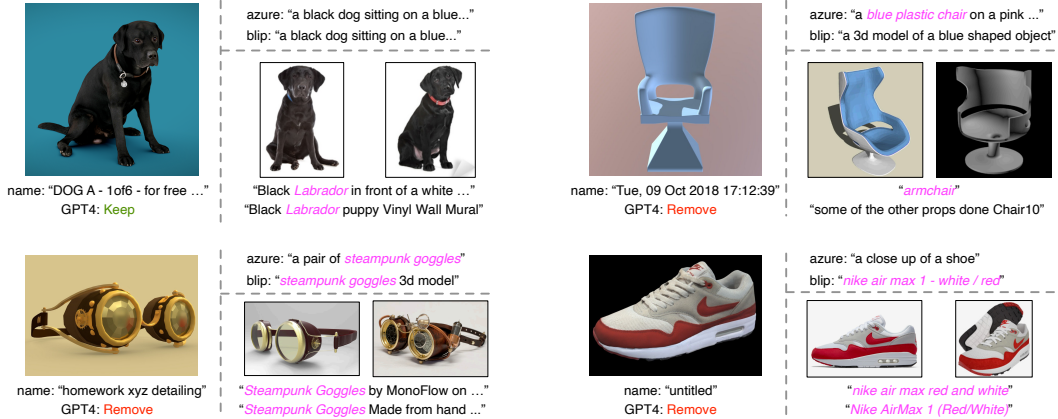 azure: “a black dog sitting on a blue...”
blip: “a black dog sitting on a blue...”
name: “DOG A - 1of6 - for free …”
GPT4: Keep
“Black Labrador in front of a white …”
“Black Labrador puppy Vinyl Wall Mural”
azure: “a blue plastic chair on a pink ...”
blip: “a 3d model of a blue shaped object”
name: “Tue, 09 Oct 2018 17:12:39”
GPT4: Remove
“armchair”
“some of the other props done Chair10”
azure: “a pair of steampunk goggles”
blip: “steampunk goggles 3d model”
name: “homework xyz detailing”
GPT4: Remove
“Steampunk Goggles by MonoFlow on …”
“Steampunk Goggles Made from hand ...”
azure: “a close up of a shoe”
blip: “nike air max 1 - white / red”
name: “untitled”
GPT4: Remove
“nike air max red and white”
“Nike AirMax 1 (Red/White)”